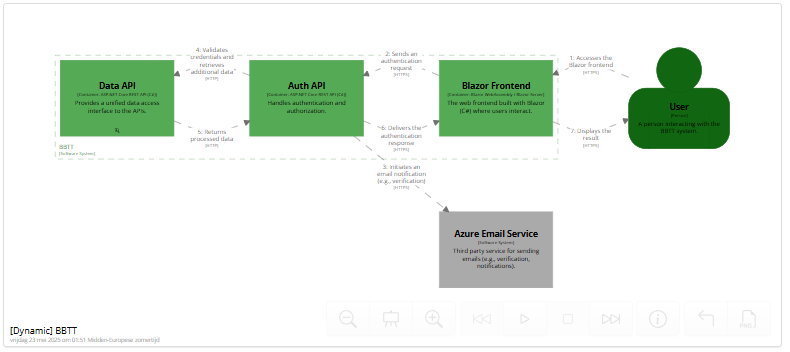 4: Validates
credentials and
retrieves
additional data
[HTTP]
2: Sends an
authentication
request
[HTTPS]
1: Accesses the
Blazor frontend
[HTTPS]
Data API
[Container: ASP.NET Core REST API (C#)]
Provides a unified data access
interface to the APIs.
Auth API
[Container: ASP.NET Core REST API (C#)]
Handles authentication and
authorization.
Blazor Frontend
[Container: Blazor WebAssembly / Blazor Server]
The web frontend built with Blazor
(C#) where users interact.
User
[Person]
A person interacting with the
BBTT system.
5: Returns
processed data
[HTTP]
6: Delivers the
authentication
response
[HTTPS]
7: Displays the
result
[HTTPS]
BBTT
[Software System]
3: Initiates an
email notification
(e.g., verification)
[HTTPS]
Azure Email Service
[Software System]
Third party service for sending
emails (e.g., verification,
notifications).
[Dynamic] BBTT
vrijdag 23 mei 2025 om 01:51 Midden-Europese zomertijd
PNG